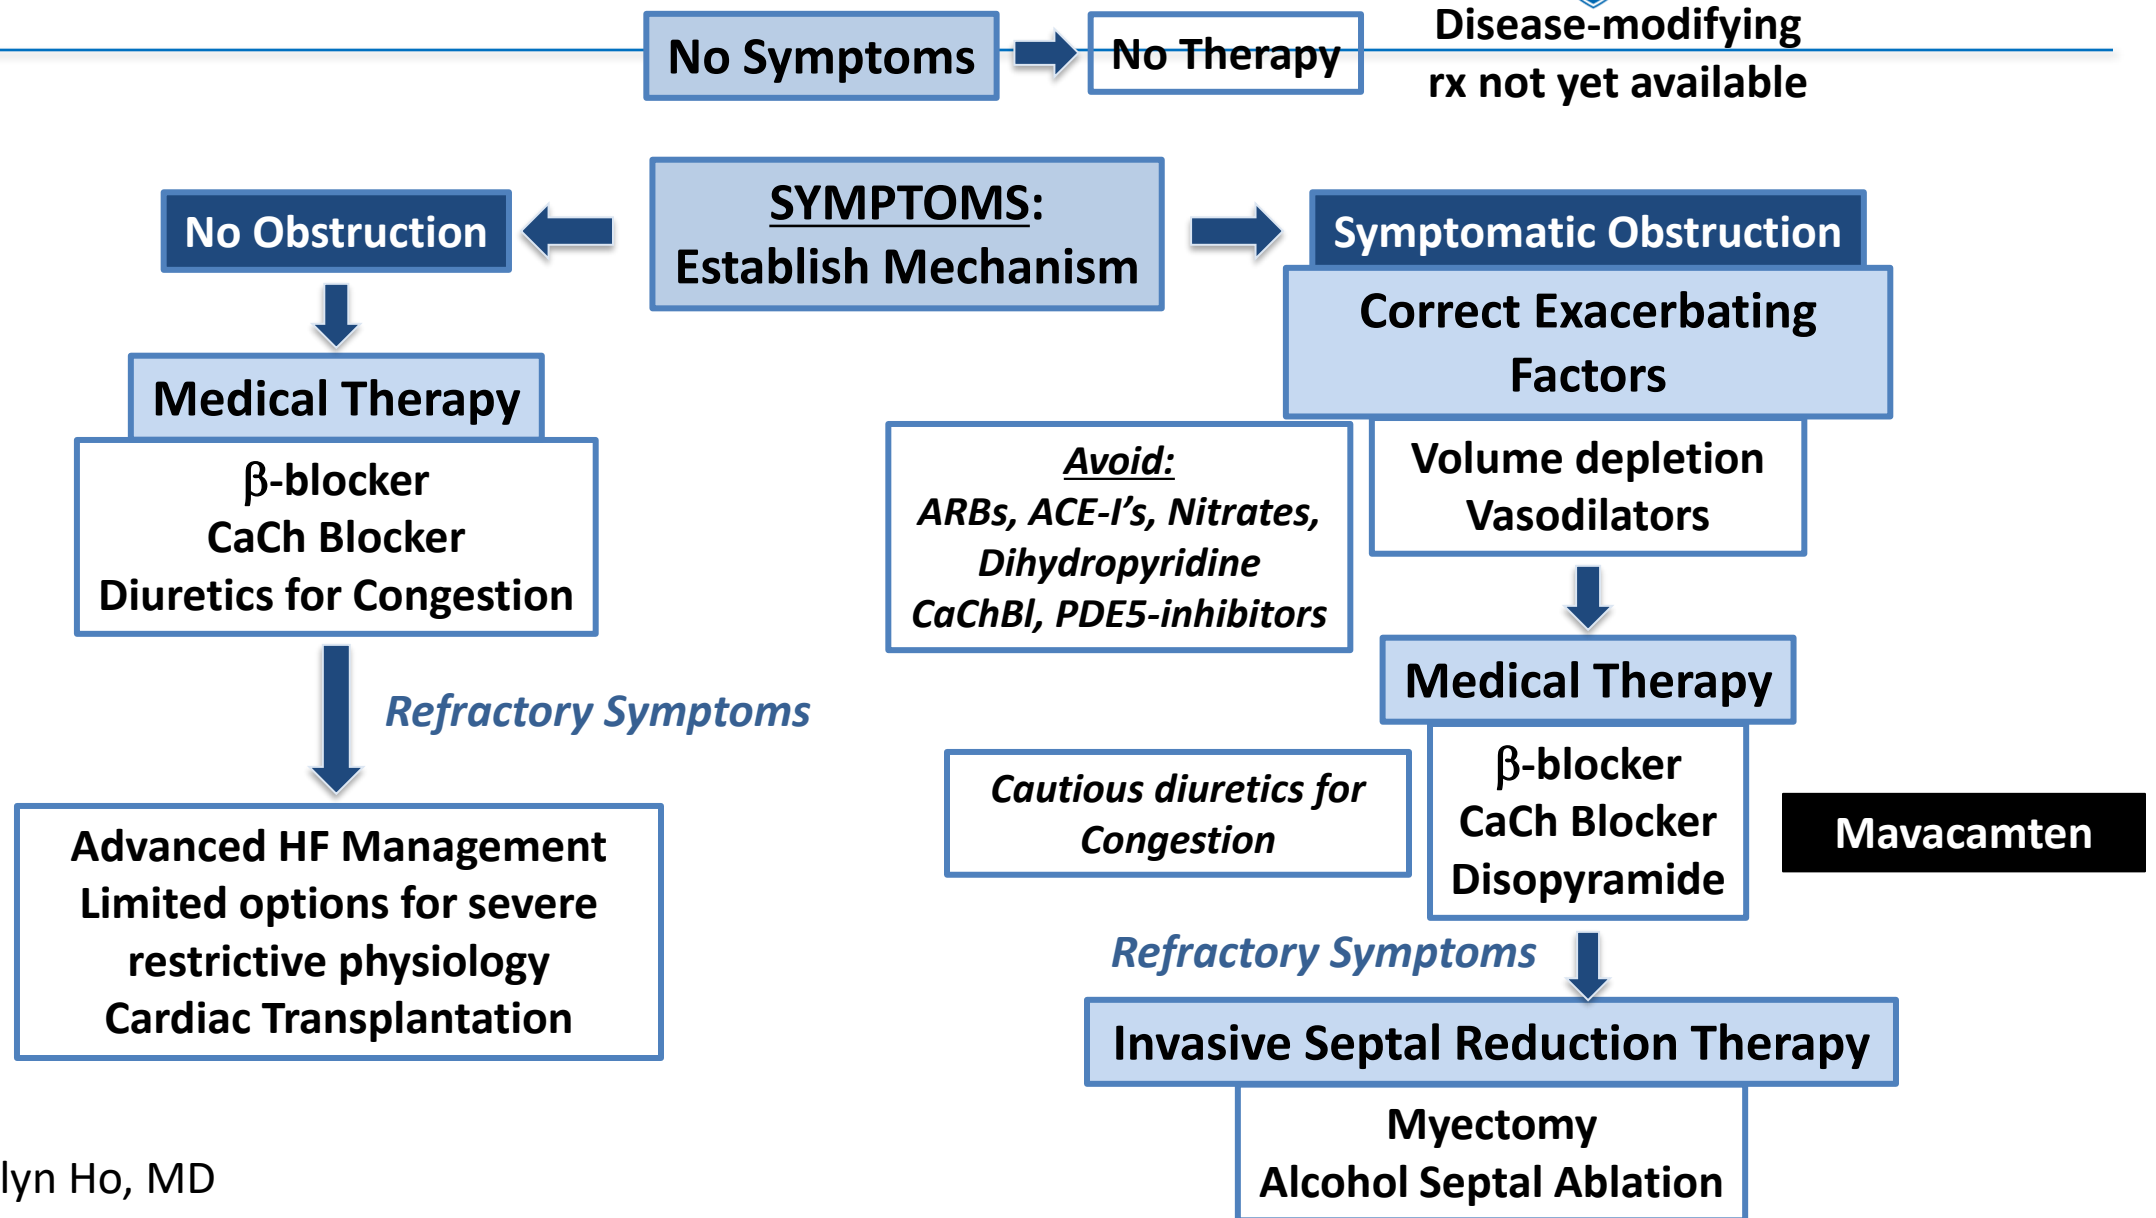 No Symptoms
No Therapy
Disease-modifying
rx not yet available
No Obstruction
SYMPTOMS:
Establish Mechanism
Symptomatic Obstruction
Correct Exacerbating
Factors
Medical Therapy
β-blocker
CaCh Blocker
Diuretics for Congestion
Avoid:
ARBs, ACE-I’s, Nitrates,
Dihydropyridine
CaChBl, PDE5-inhibitors
Volume depletion
Vasodilators
Refractory Symptoms
Medical Therapy
Cautious diuretics for
Congestion
β-blocker
CaCh Blocker
Disopyramide
Mavacamten
Advanced HF Management
Limited options for severe
restrictive physiology
Cardiac Transplantation
Refractory Symptoms
Invasive Septal Reduction Therapy
Myectomy
Alcohol Septal Ablation
lyn Ho, MD